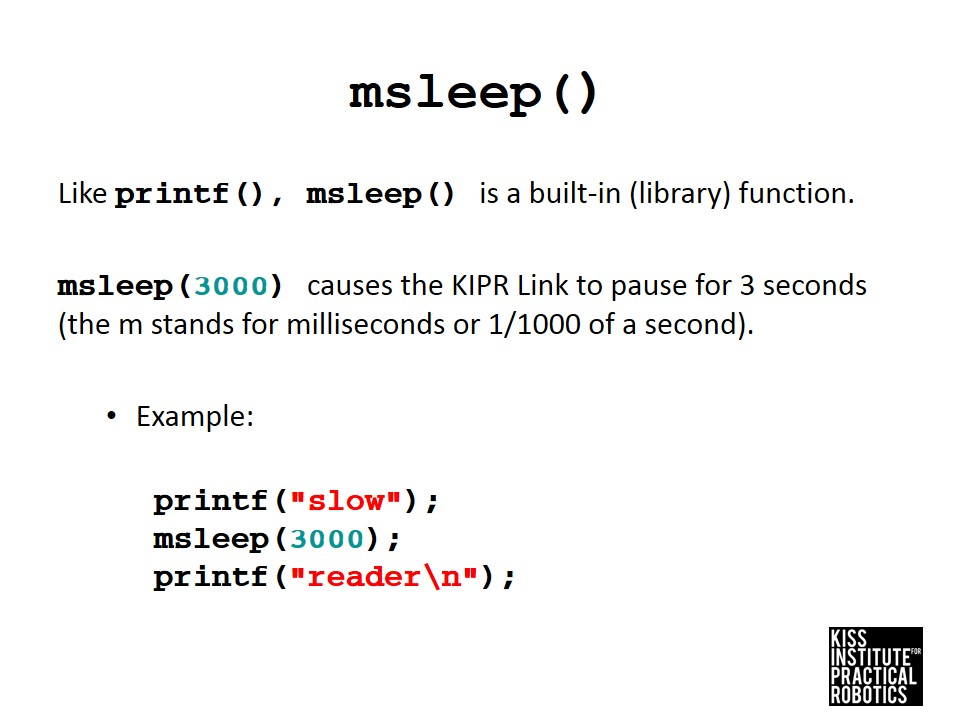 msleep()
Like printf(), msleep() is a built-in (library) function.
msleep(3000) causes the KIPR Link to pause for 3 seconds
(the m stands for milliseconds or 1/1000 of a second).
• Example:
printf("slow");
msleep(3000);
printf("reader\n");
KISS
INSTITUTE FOR
PRACTICAL
ROBOTICS